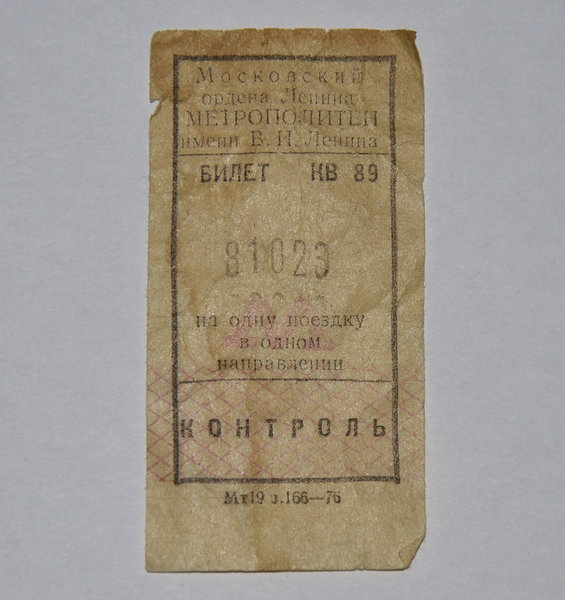 Московский
ордена Ленина
МЕТРОПОЛИТЕН
имени В. И. Ленина
БИЛЕТ КВ 89
81023
на одну поездку
в одном
направлении
КОНТРОЛЬ
Мт19 з.166—76